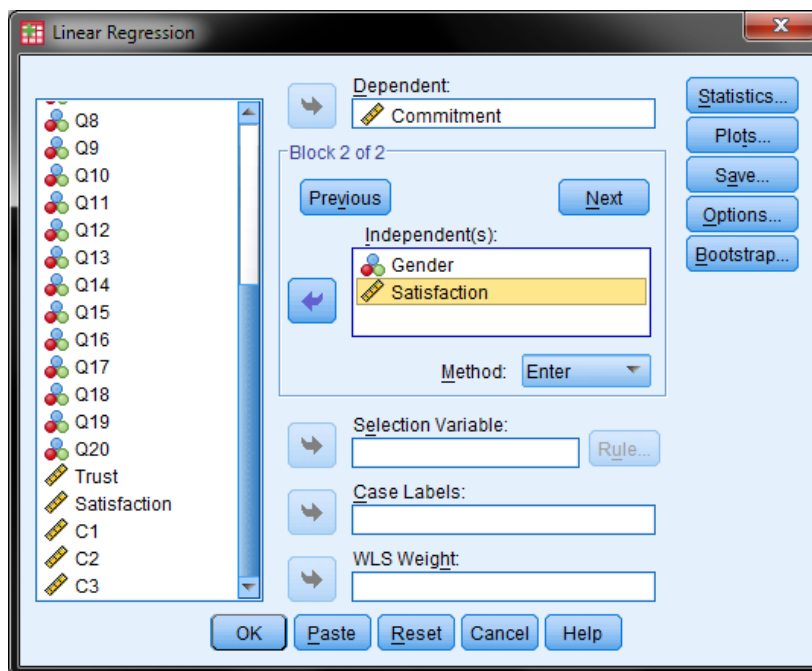 Linear Regression
Q8
Q9
Q10
Q11
Q12
Q13
Q14
Q15
Q16
Q17
Q18
Q19
Q20
Trust
Satisfaction
C1
C2
C3
Dependent:
Commitment
Block 2 of 2
Previous
Next
Independent(s):
Gender
Satisfaction
Method: Enter
Selection Variable:
Rule...
Case Labels:
WLS Weight:
Statistics...
Plots...
Save...
Options...
Bootstrap...
OK Paste Reset Cancel Help